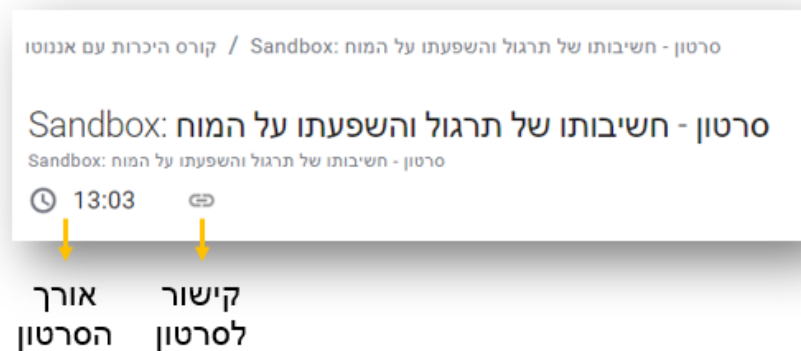 קורס היכרות עם אננוטו / Sandbox: סרטון - חשיבותו של תרגול והשפעתו על המוח
Sandbox: סרטון - חשיבותו של תרגול והשפעתו על המוח
Sandbox: סרטון - חשיבותו של תרגול והשפעתו על המוח
13:03
אורך הסרטון
קישור לסרטון